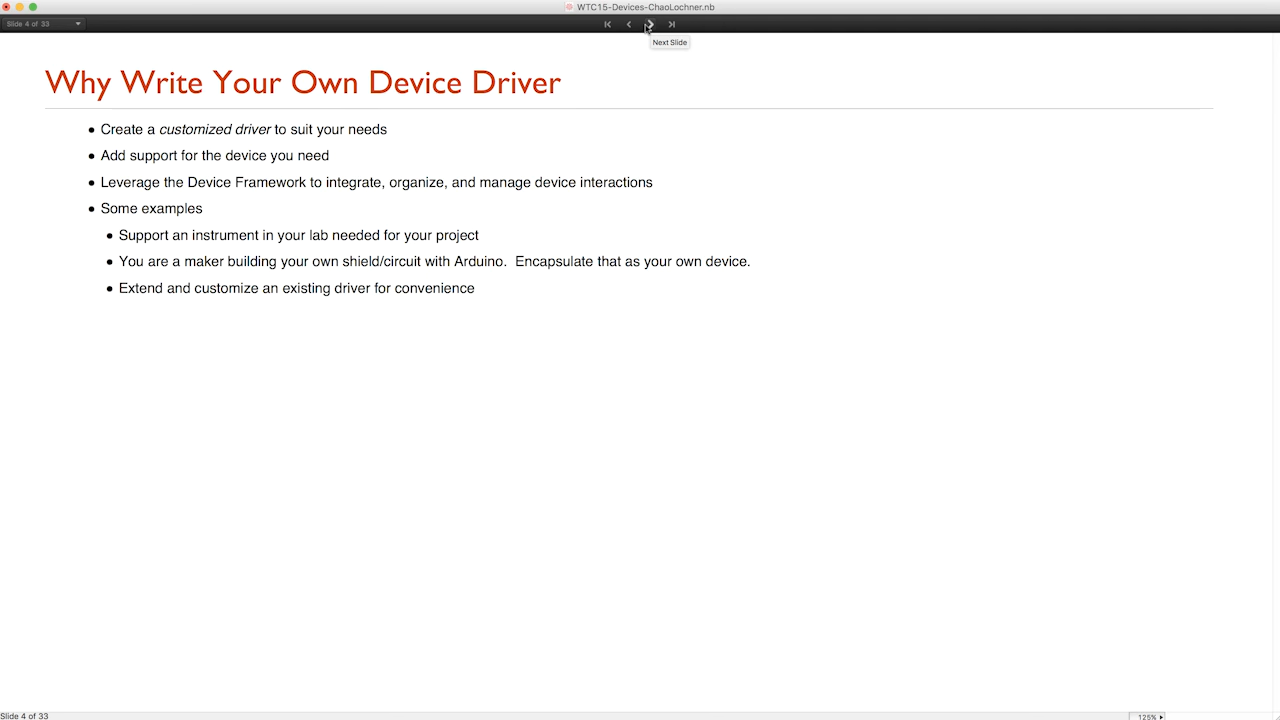 WTC15-Devices-ChaoLochner.nb
Slide 4 of 33
Next Slide
Why Write Your Own Device Driver
• Create a customized driver to suit your needs
• Add support for the device you need
• Leverage the Device Framework to integrate, organize, and manage device interactions
• Some examples
• Support an instrument in your lab needed for your project
• You are a maker building your own shield/circuit with Arduino.  Encapsulate that as your own device.
• Extend and customize an existing driver for convenience
Slide 4 of 33
125%